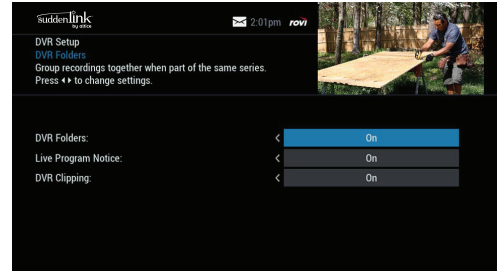 suddenlink
by altice
2:01pm rovi
DVR Setup
DVR Folders
Group recordings together when part of the same series.
Press ◂ ▸ to change settings.
DVR Folders: < On
Live Program Notice: < On
DVR Clipping: < On